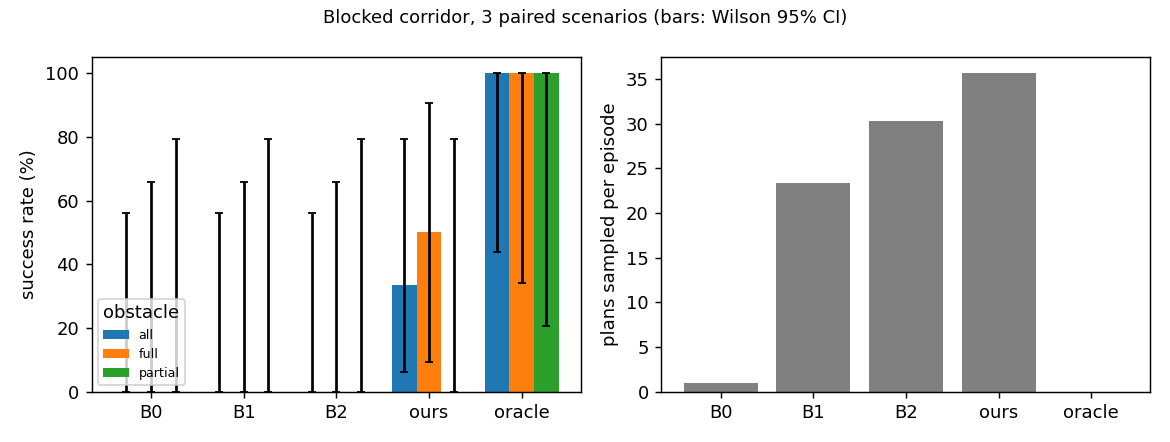 Blocked corridor, 3 paired scenarios (bars: Wilson 95% CI)
success rate (%)
100
80
60
40
20
0
obstacle
all
full
partial
B0
B1
B2
ours
oracle
plans sampled per episode
35
30
25
20
15
10
5
0
B0
B1
B2
ours
oracle